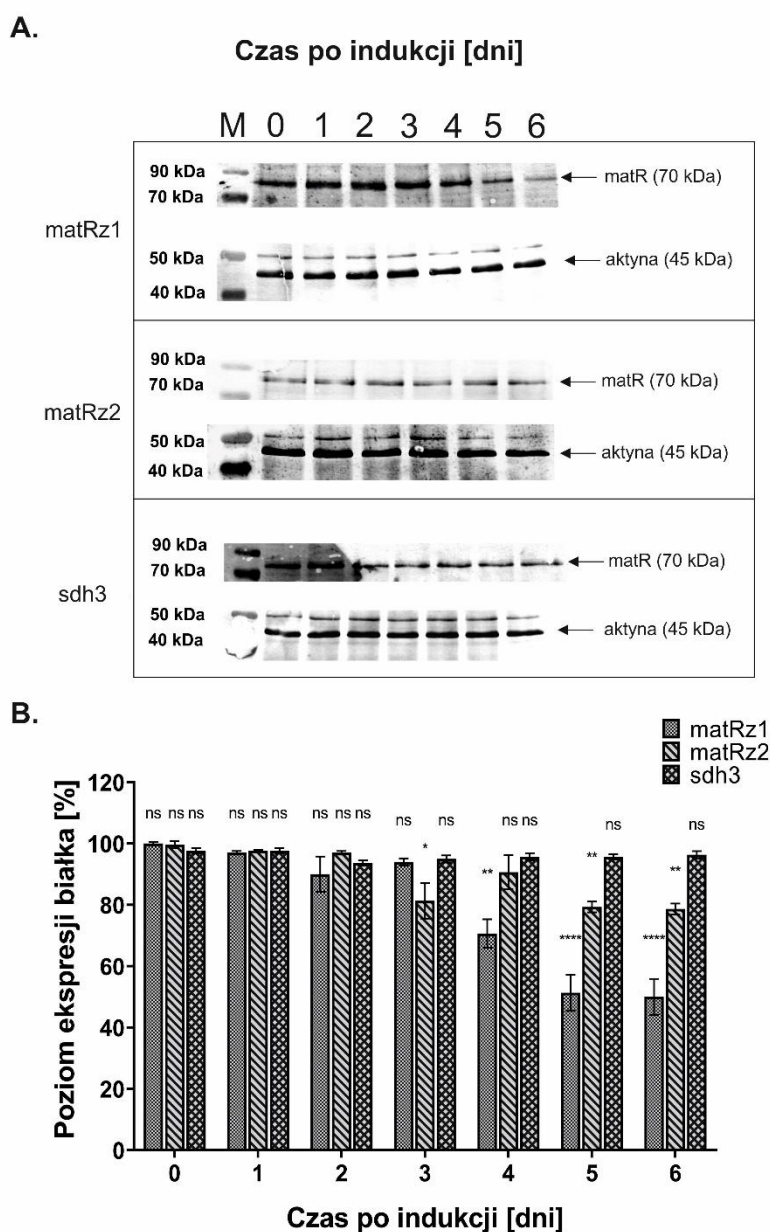 A.
Czas po indukcji [dni]
M 0 1 2 3 4 5 6
matRz1
90 kDa
70 kDa
matR (70 kDa)
50 kDa
40 kDa
aktyna (45 kDa)
matRz2
90 kDa
70 kDa
matR (70 kDa)
50 kDa
40 kDa
aktyna (45 kDa)
sdh3
90 kDa
70 kDa
matR (70 kDa)
50 kDa
40 kDa
aktyna (45 kDa)
B.
matRz1
matRz2
sdh3
Poziom ekspresji białka [%]
120
100
80
60
40
20
0
ns ns ns
ns ns ns
ns ns ns
ns * ns
** ns ns
**** ** ns
**** ** ns
0 1 2 3 4 5 6
Czas po indukcji [dni]